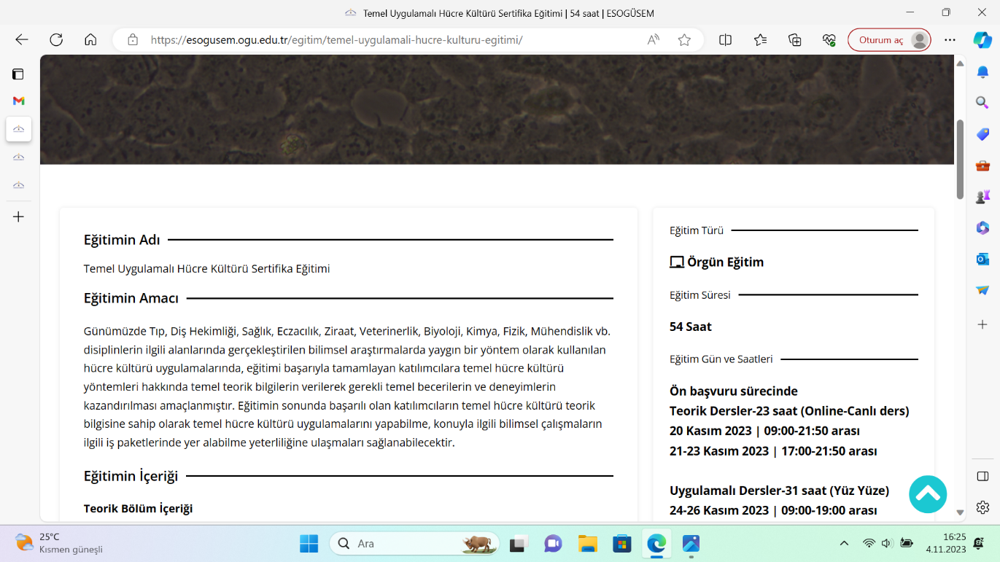 Temel Uygulamalı Hücre Kültürü Sertifika Eğitimi | 54 saat | ESOGÜSEM
https://esogusem.ogu.edu.tr/egitim/temel-uygulamali-hucre-kulturu-egitimi/
Oturum aç
Eğitimin Adı
Temel Uygulamalı Hücre Kültürü Sertifika Eğitimi
Eğitimin Amacı
Günümüzde Tıp, Diş Hekimliği, Sağlık, Eczacılık, Ziraat, Veterinerlik, Biyoloji, Kimya, Fizik, Mühendislik vb.
disiplinlerin ilgili alanlarında gerçekleştirilen bilimsel araştırmalarda yaygın bir yöntem olarak kullanılan
hücre kültürü uygulamalarında, eğitimi başarıyla tamamlayan katılımcılara temel hücre kültürü
yöntemleri hakkında temel teorik bilgilerin verilerek gerekli temel becerilerin ve deneyimlerin
kazandırılması amaçlanmıştır. Eğitimin sonunda başarılı olan katılımcıların temel hücre kültürü teorik
bilgisine sahip olarak temel hücre kültürü uygulamalarını yapabilme, konuyla ilgili bilimsel çalışmaların
ilgili iş paketlerinde yer alabilme yeterliliğine ulaşmaları sağlanabilecektir.
Eğitimin İçeriği
Teorik Bölüm İçeriği
Eğitim Türü
Örgün Eğitim
Eğitim Süresi
54 Saat
Eğitim Gün ve Saatleri
Ön başvuru sürecinde
Teorik Dersler-23 saat (Online-Canlı ders)
20 Kasım 2023 | 09:00-21:50 arası
21-23 Kasım 2023 | 17:00-21:50 arası
Uygulamalı Dersler-31 saat (Yüz Yüze)
24-26 Kasım 2023 | 09:00-19:00 arası
25°C
Kısmen güneşli
Ara
16:25
4.11.2023